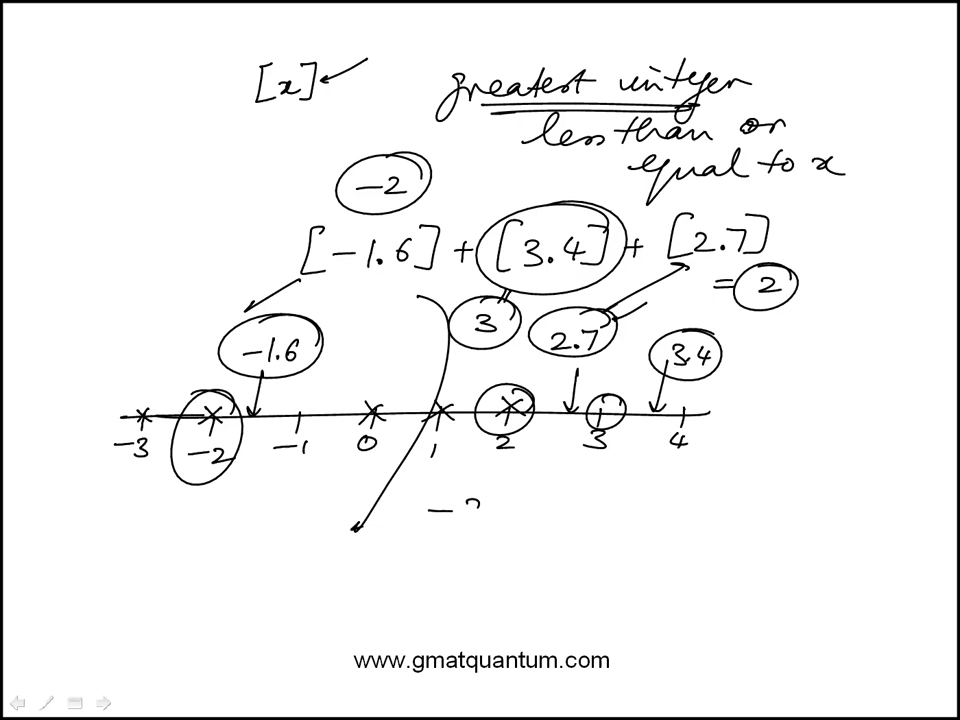 [x]
greatest integer
less than or
equal to x
-2
[-1.6] + [3.4] + [2.7]
= 2
3
-1.6 2.7 3.4
-3 -2 -1 0 1 2 3 4
-
www.gmatquantum.com